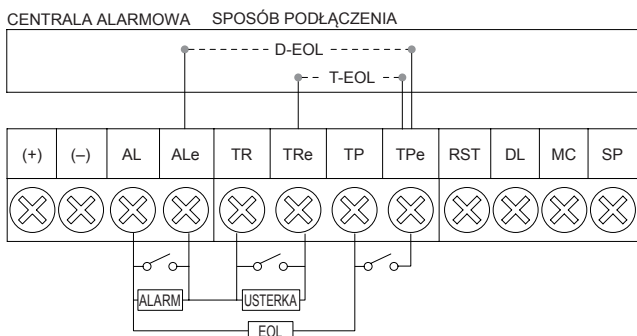 CENTRALA ALARMOWA SPOSÓB PODŁĄCZENIA
D-EOL
T-EOL
(+) (–) AL ALe TR TRe TP TPe RST DL MC SP
ALARM USTERKA
EOL